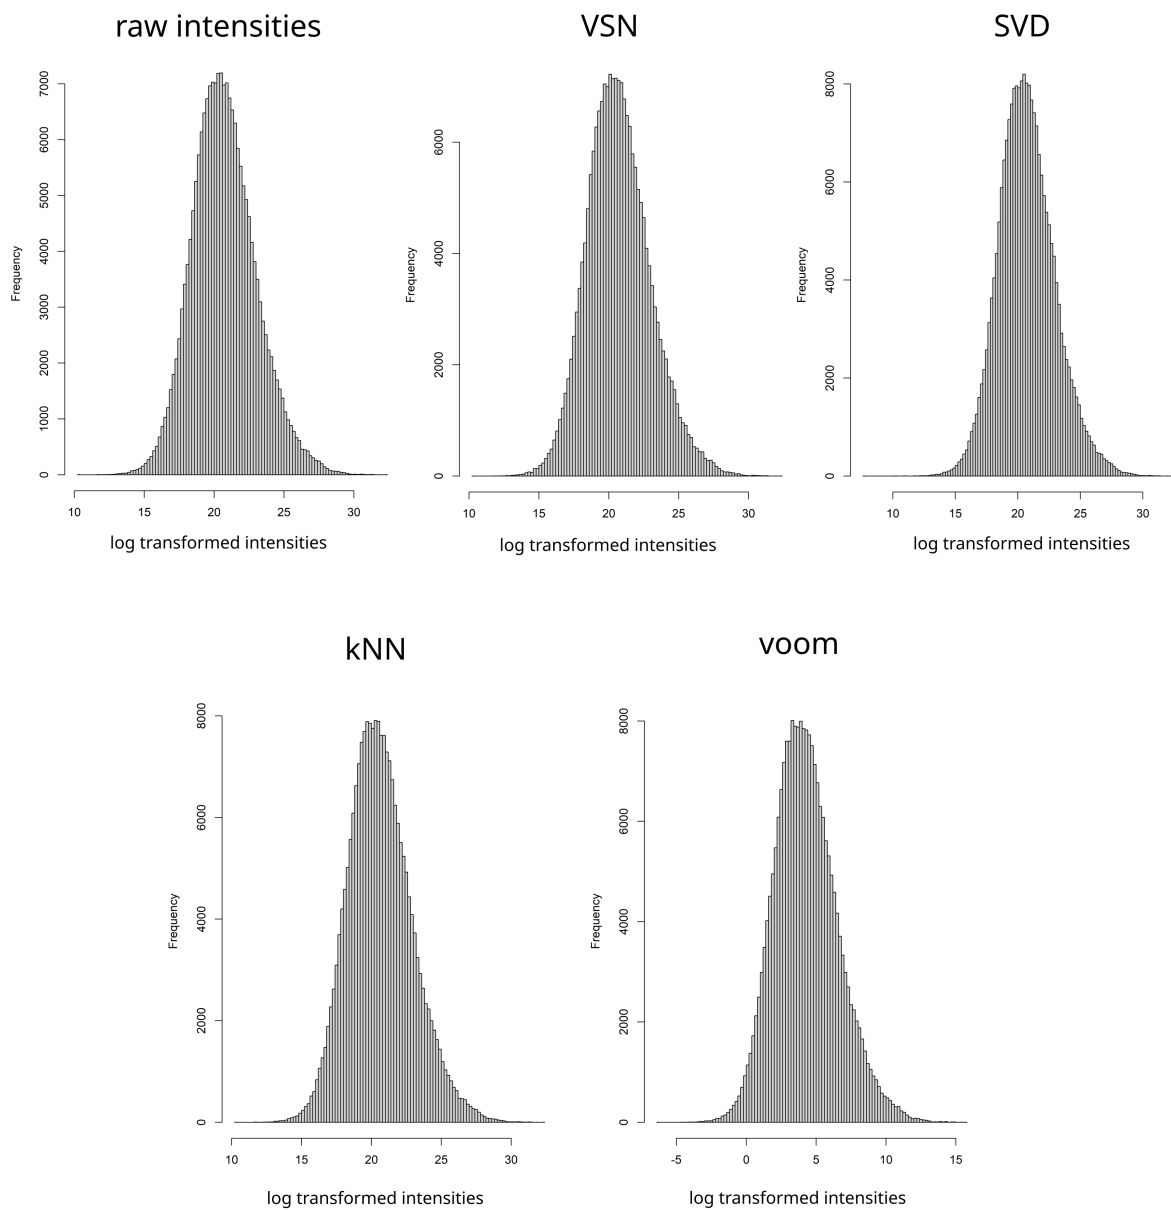 raw intensities
VSN
SVD
Frequency
0
1000
2000
3000
4000
5000
6000
7000
10 15 20 25 30
log transformed intensities
Frequency
0
2000
4000
6000
10 15 20 25 30
log transformed intensities
Frequency
0
2000
4000
6000
8000
10 15 20 25 30
log transformed intensities
kNN
voom
Frequency
0
2000
4000
6000
8000
10 15 20 25 30
log transformed intensities
Frequency
0
2000
4000
6000
8000
-5 0 5 10 15
log transformed intensities